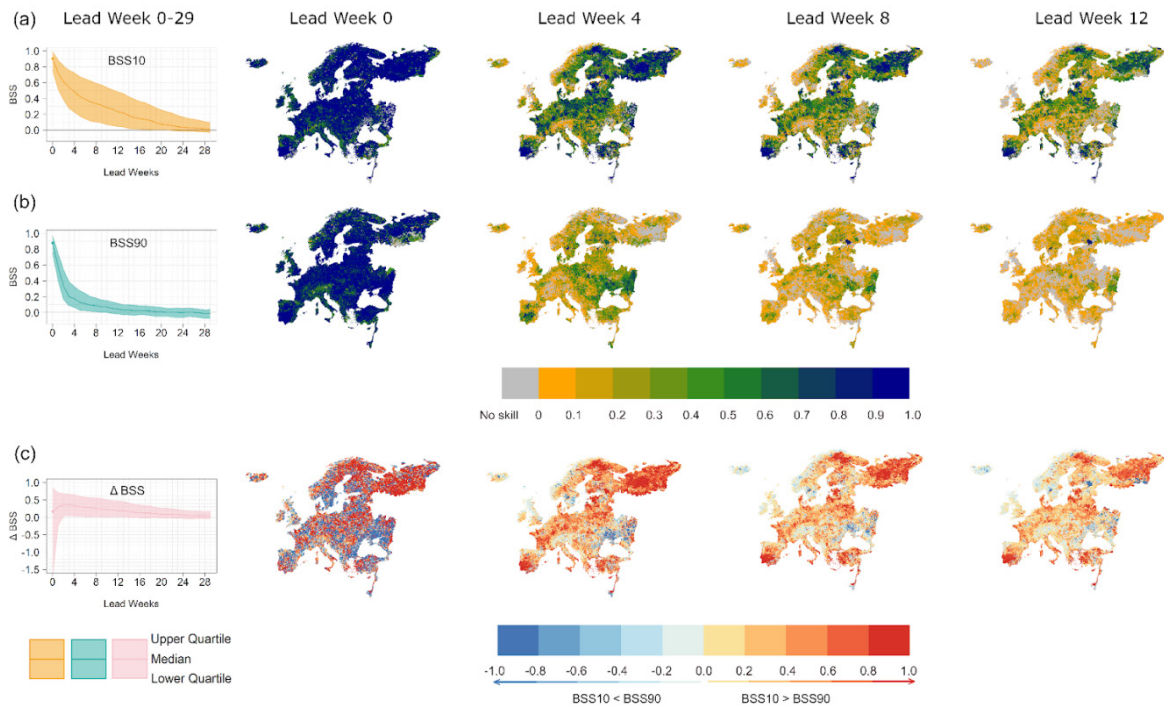 (a) Lead Week 0-29 Lead Week 0 Lead Week 4 Lead Week 8 Lead Week 12
BSS10
BSS
1.0
0.8
0.6
0.4
0.2
0.0
0 4 8 12 16 20 24 28
Lead Weeks
(b)
BSS90
BSS
1.0
0.8
0.6
0.4
0.2
0.0
0 4 8 12 16 20 24 28
Lead Weeks
No skill 0 0.1 0.2 0.3 0.4 0.5 0.6 0.7 0.8 0.9 1.0
(c)
Δ BSS
Δ BSS
1.0
0.5
0.0
-0.5
-1.0
-1.5
0 4 8 12 16 20 24 28
Lead Weeks
Upper Quartile
Median
Lower Quartile
-1.0 -0.8 -0.6 -0.4 -0.2 0.0 0.2 0.4 0.6 0.8 1.0
BSS10 < BSS90 BSS10 > BSS90